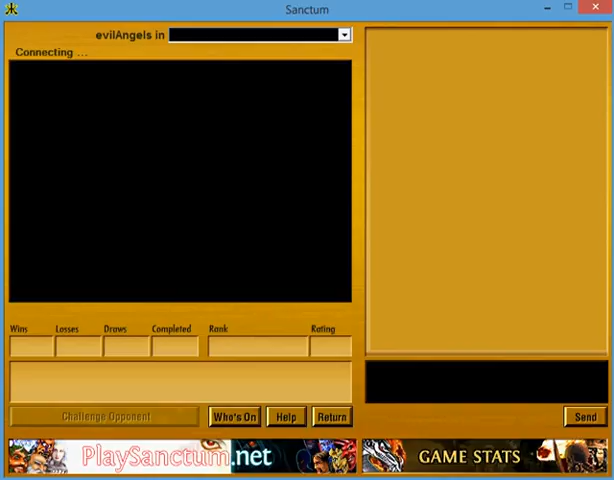 Sanctum
evilAngels in
Connecting ...
Wins Losses Draws Completed Rank Rating
Challenge Opponent Who's On Help Return Send
PlaySanctum.net GAME STATS